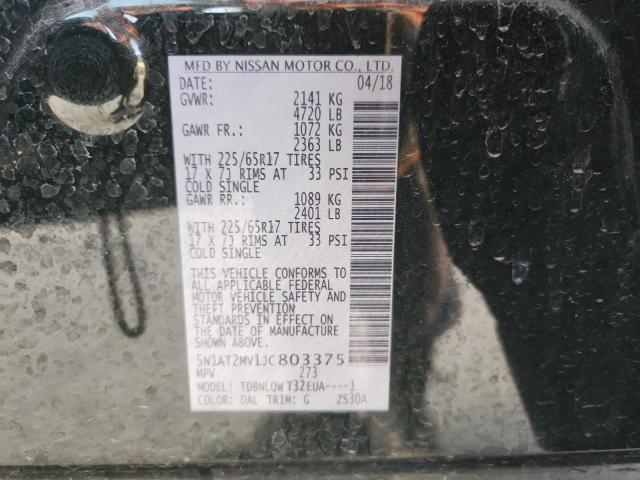 MFD BY NISSAN MOTOR CO., LTD.
DATE: 04/18
GVWR: 2141 KG
4720 LB
GAWR FR.: 1072 KG
2363 LB
WITH 225/65R17 TIRES
17 X 7J RIMS AT 33 PSI
COLD SINGLE
GAWR RR.: 1089 KG
2401 LB
WITH 225/65R17 TIRES
17 X 7J RIMS AT 33 PSI
COLD SINGLE
THIS VEHICLE CONFORMS TO
ALL APPLICABLE FEDERAL
MOTOR VEHICLE SAFETY AND
THEFT PREVENTION
STANDARDS IN EFFECT ON
THE DATE OF MANUFACTURE
SHOWN ABOVE.
5N1AT2MV1JC803375
MPV 273
MODEL: TDBNLQWT32EUA----1
COLOR: DAL TRIM: G ZS30A